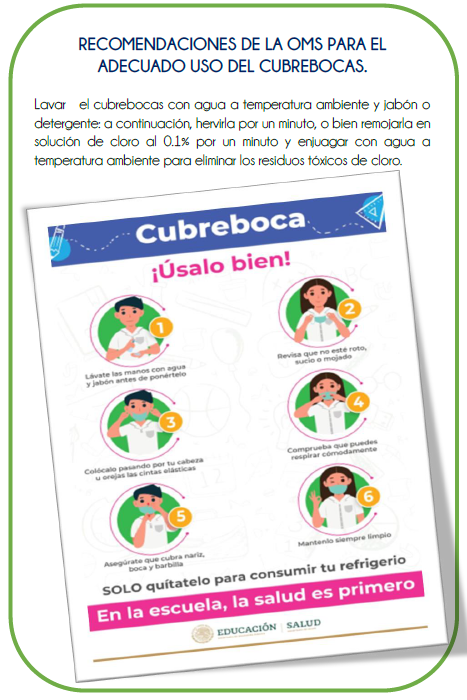 RECOMENDACIONES DE LA OMS PARA EL
ADECUADO USO DEL CUBREBOCAS.
Lavar el cubrebocas con agua a temperatura ambiente y jabón o
detergente: a continuación, hervirla por un minuto, o bien remojarla en
solución de cloro al 0.1% por un minuto y enjuagar con agua a
temperatura ambiente para eliminar los residuos tóxicos de cloro.
Cubreboca
¡Úsalo bien!
1
Lávate las manos con agua
y jabón antes de ponértelo
2
Revisa que no esté roto,
sucio o mojado
3
Colócalo pasando por tu cabeza
u orejas las cintas elásticas
4
Comprueba que puedes
respirar cómodamente
5
Asegúrate que cubra nariz,
boca y barbilla
6
Mantenlo siempre limpio
SOLO quítatelo para consumir tu refrigerio
En la escuela, la salud es primero
EDUCACIÓN SALUD